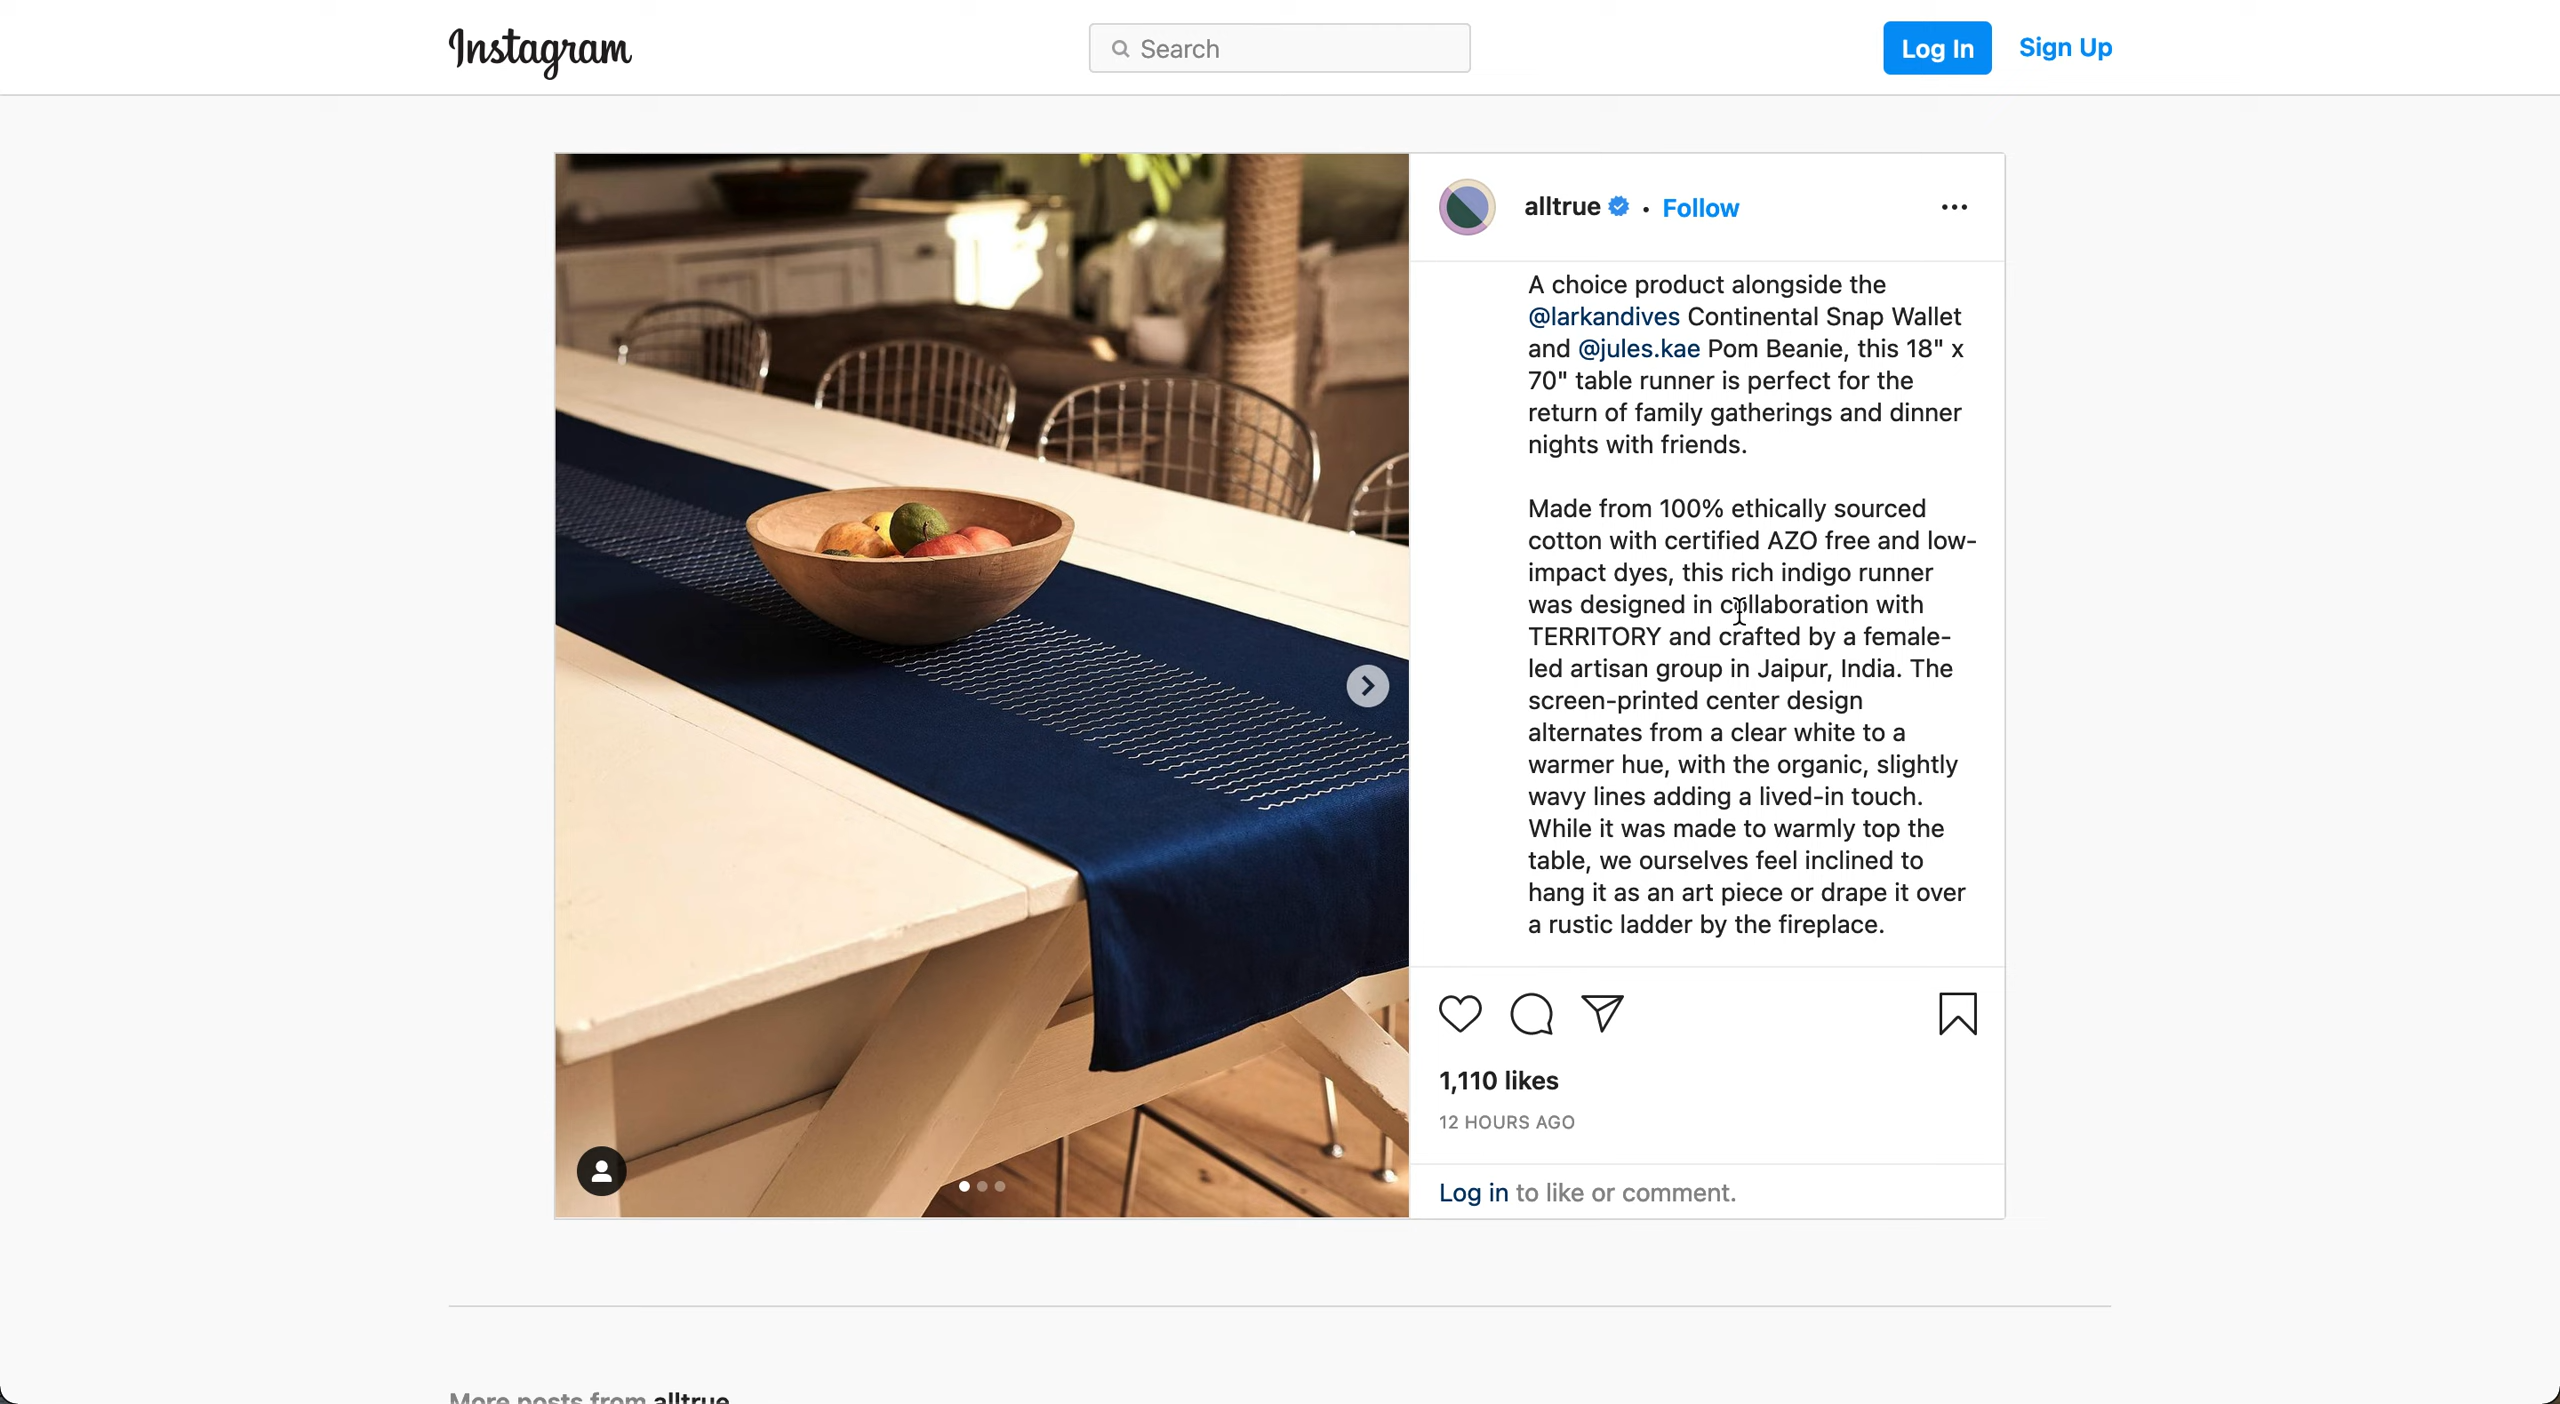 Instagram
Search
Log In
Sign Up
alltrue • Follow
A choice product alongside the
@larkandives Continental Snap Wallet
and @jules.kae Pom Beanie, this 18" x
70" table runner is perfect for the
return of family gatherings and dinner
nights with friends.
Made from 100% ethically sourced
cotton with certified AZO free and low-
impact dyes, this rich indigo runner
was designed in collaboration with
TERRITORY and crafted by a female-
led artisan group in Jaipur, India. The
screen-printed center design
alternates from a clear white to a
warmer hue, with the organic, slightly
wavy lines adding a lived-in touch.
While it was made to warmly top the
table, we ourselves feel inclined to
hang it as an art piece or drape it over
a rustic ladder by the fireplace.
1,110 likes
12 HOURS AGO
Log in to like or comment.
More posts from alltrue